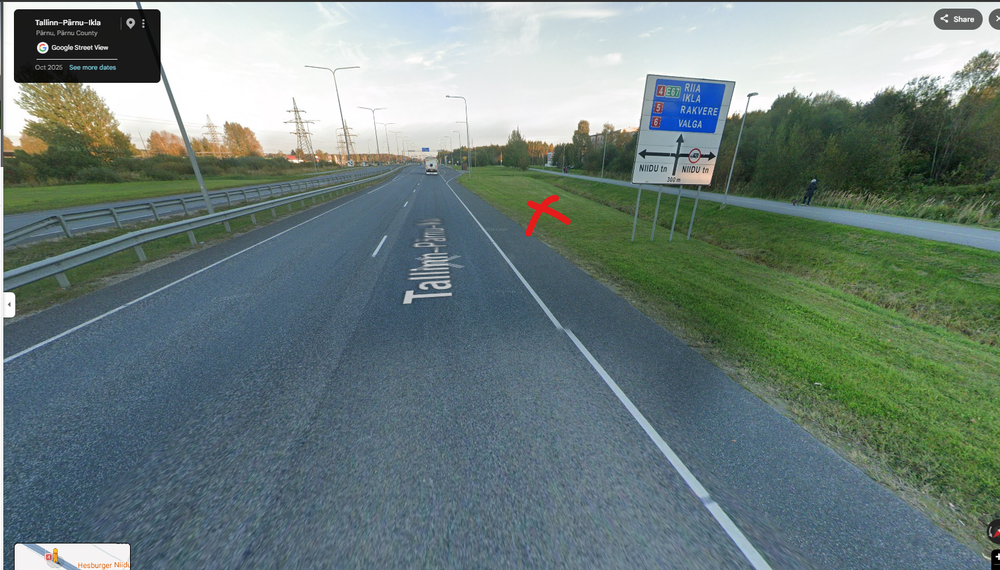 Tallinn–Pärnu–Ikla
Pärnu, Pärnu County
Google Street View
Oct 2025 See more dates
Share
4 E67 RIIA
IKLA
5 RAKVERE
6 VALGA
NIIDU tn NIIDU tn
300 m
Tallinn–Pärnu–
4
Hesburger Niidu